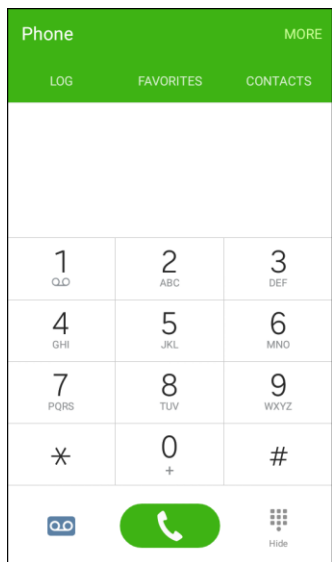 Phone MORE
LOG FAVORITES CONTACTS
1 2 3
ABC DEF
4 5 6
GHI JKL MNO
7 8 9
PQRS TUV WXYZ
* 0 #
+
Hide